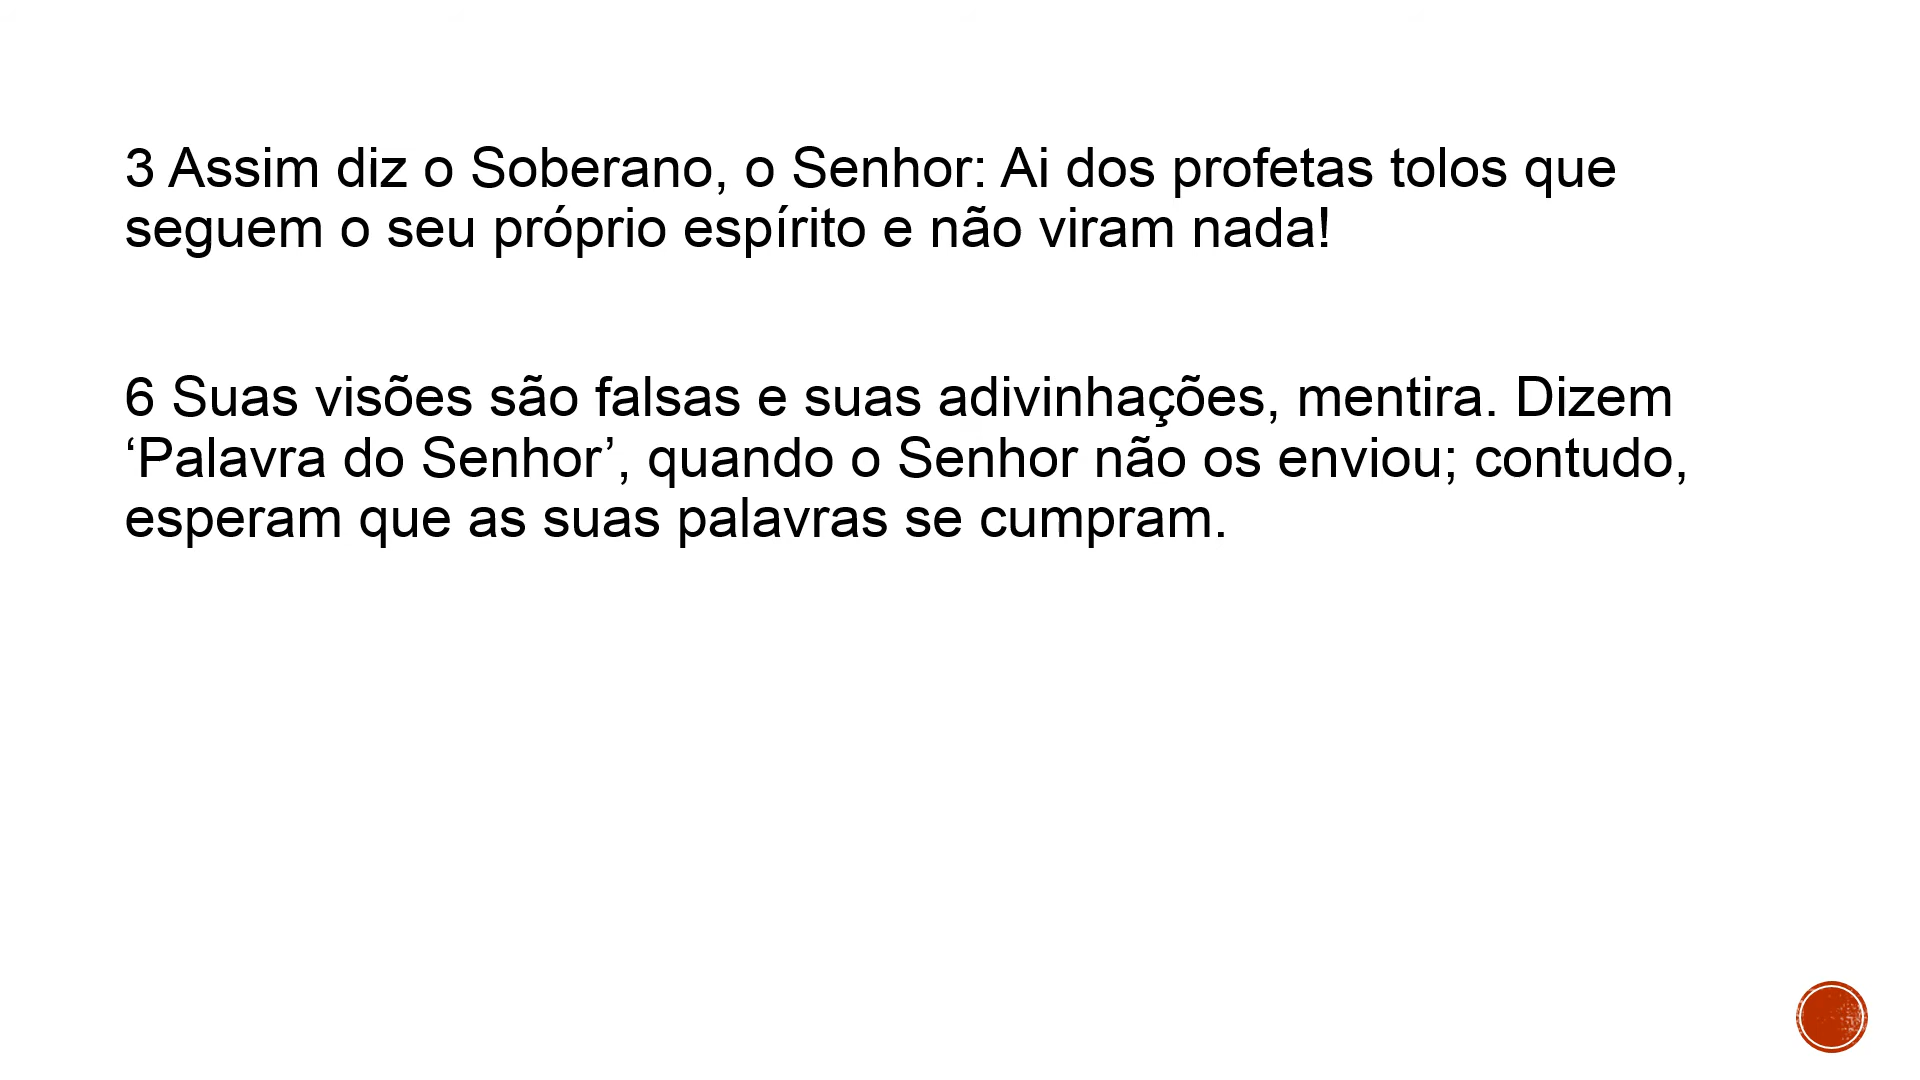 3 Assim diz o Soberano, o Senhor: Ai dos profetas tolos que
seguem o seu próprio espírito e não viram nada!
6 Suas visões são falsas e suas adivinhações, mentira. Dizem
‘Palavra do Senhor’, quando o Senhor não os enviou; contudo,
esperam que as suas palavras se cumpram.